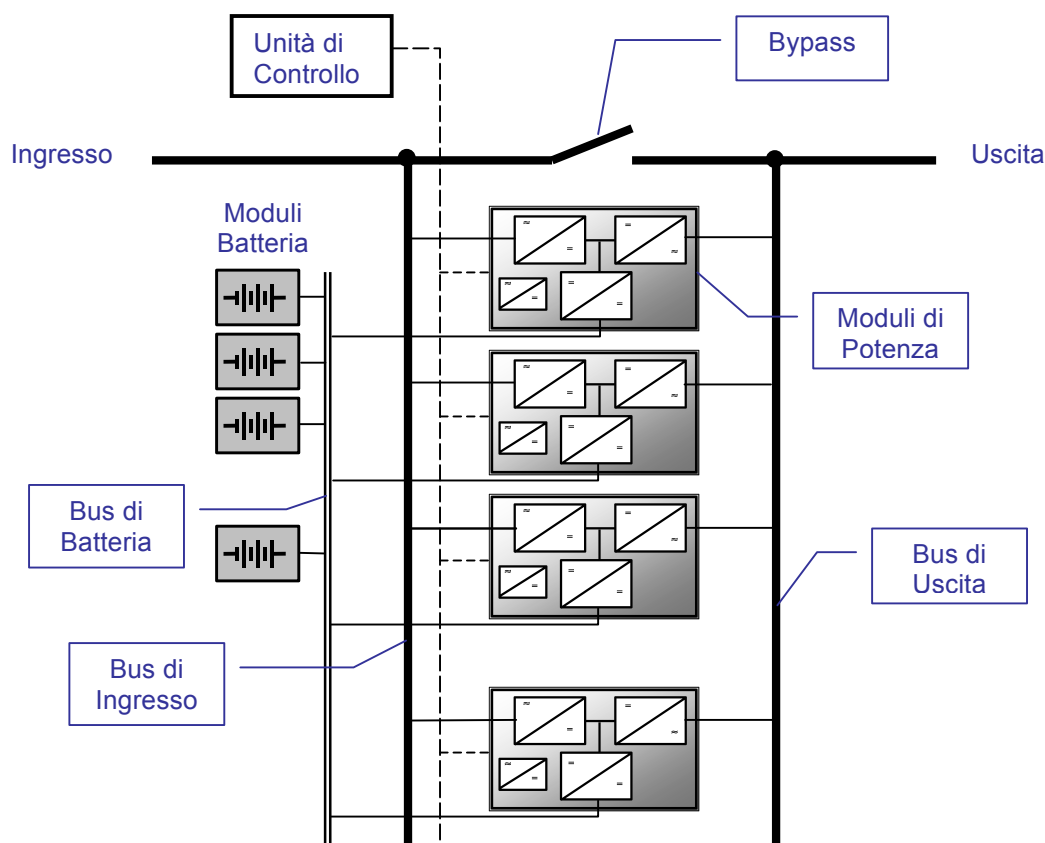 Unità di
Controllo
Bypass
Ingresso
Uscita
Moduli
Batteria
Moduli di
Potenza
Bus di
Batteria
Bus di
Uscita
Bus di
Ingresso